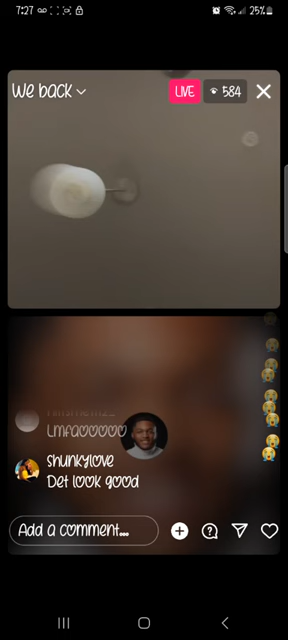 7:27
25%
We back
LIVE
584
Lmfaooooo
shunkylove
Det look good
Add a comment...